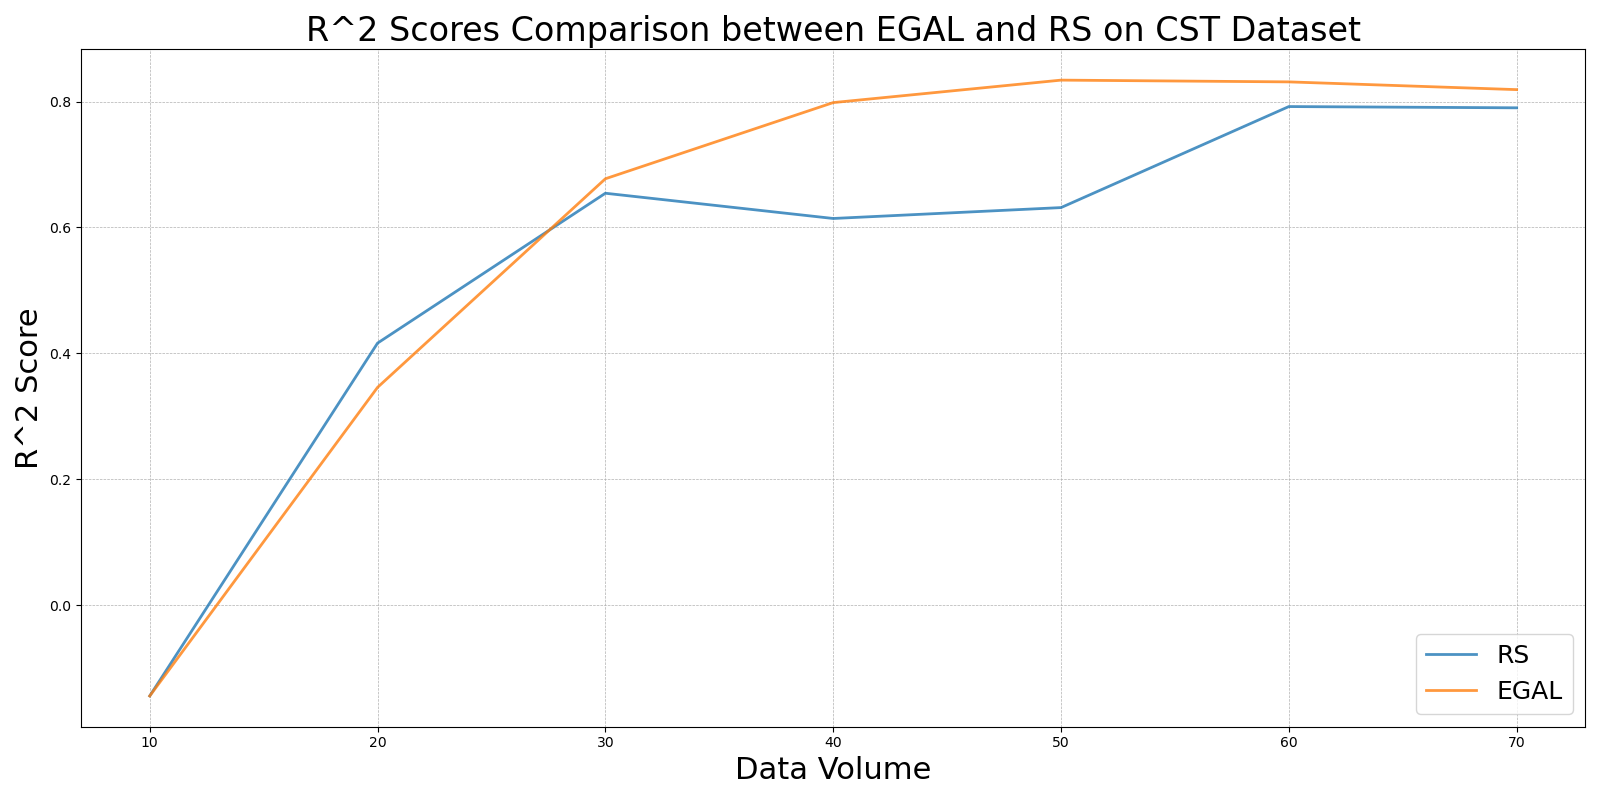 R^2 Scores Comparison between EGAL and RS on CST Dataset
R^2 Score
0.8
0.6
0.4
0.2
0.0
10 20 30 40 50 60 70
Data Volume
RS
EGAL